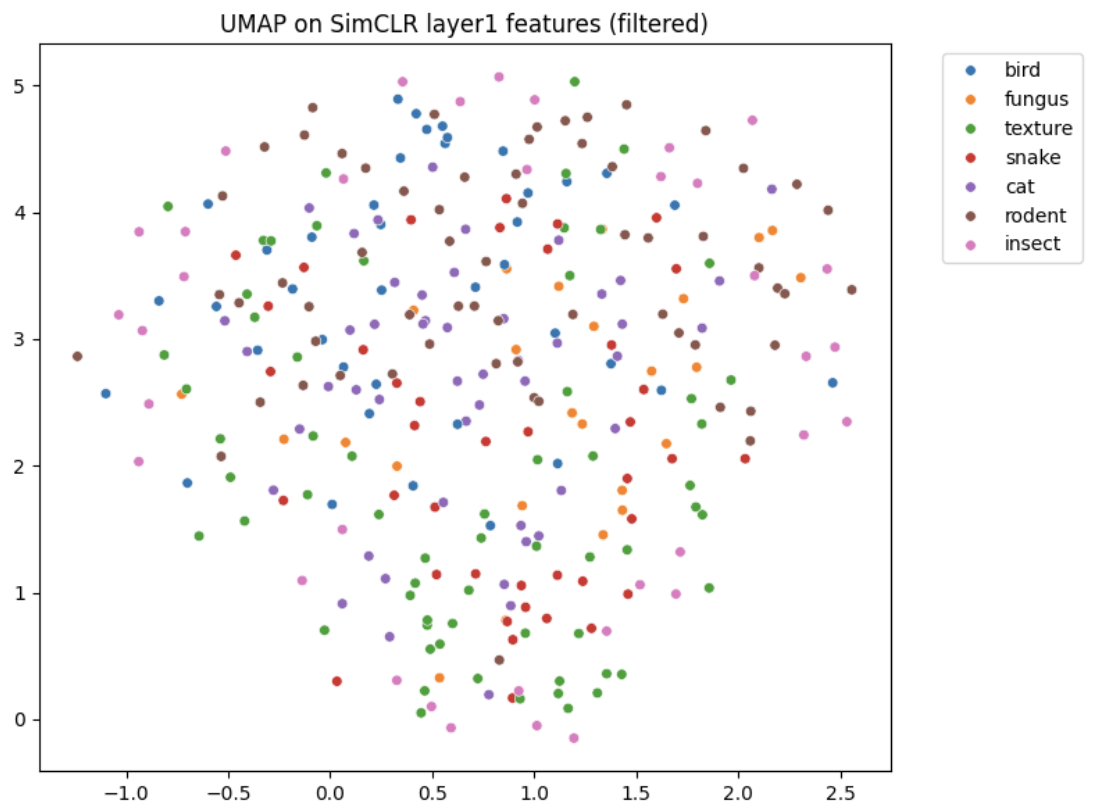 UMAP on SimCLR layer1 features (filtered)
bird
fungus
texture
snake
cat
rodent
insect
5
4
3
2
1
0
−1.0 −0.5 0.0 0.5 1.0 1.5 2.0 2.5